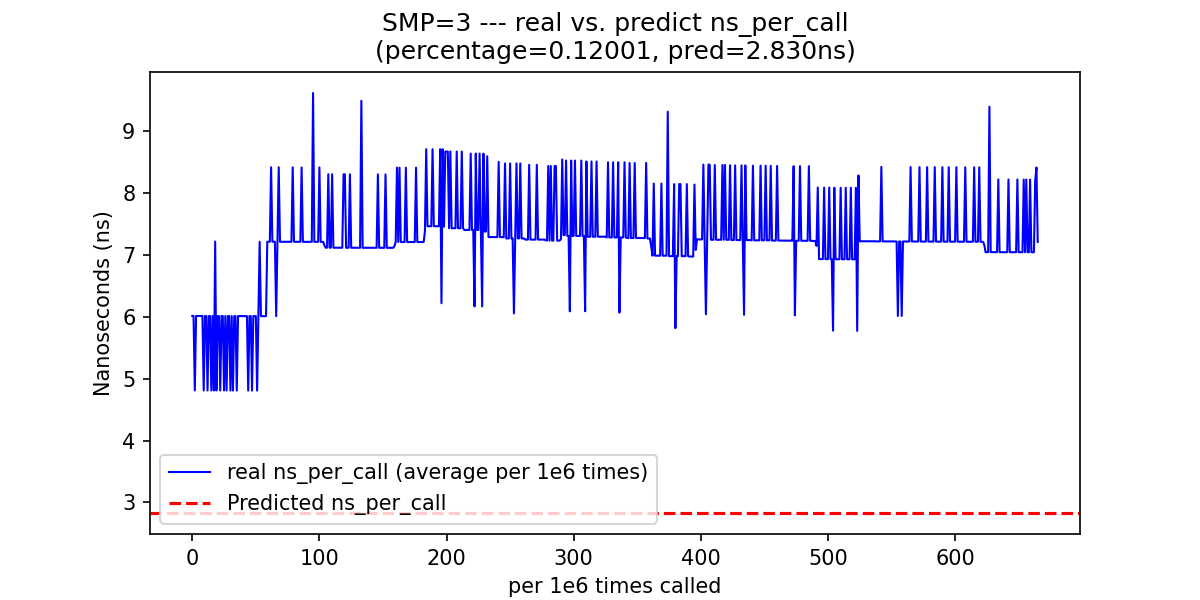 SMP=3 --- real vs. predict ns_per_call
(percentage=0.12001, pred=2.830ns)
Nanoseconds (ns)
9
8
7
6
5
4
3
real ns_per_call (average per 1e6 times)
Predicted ns_per_call
0 100 200 300 400 500 600
per 1e6 times called